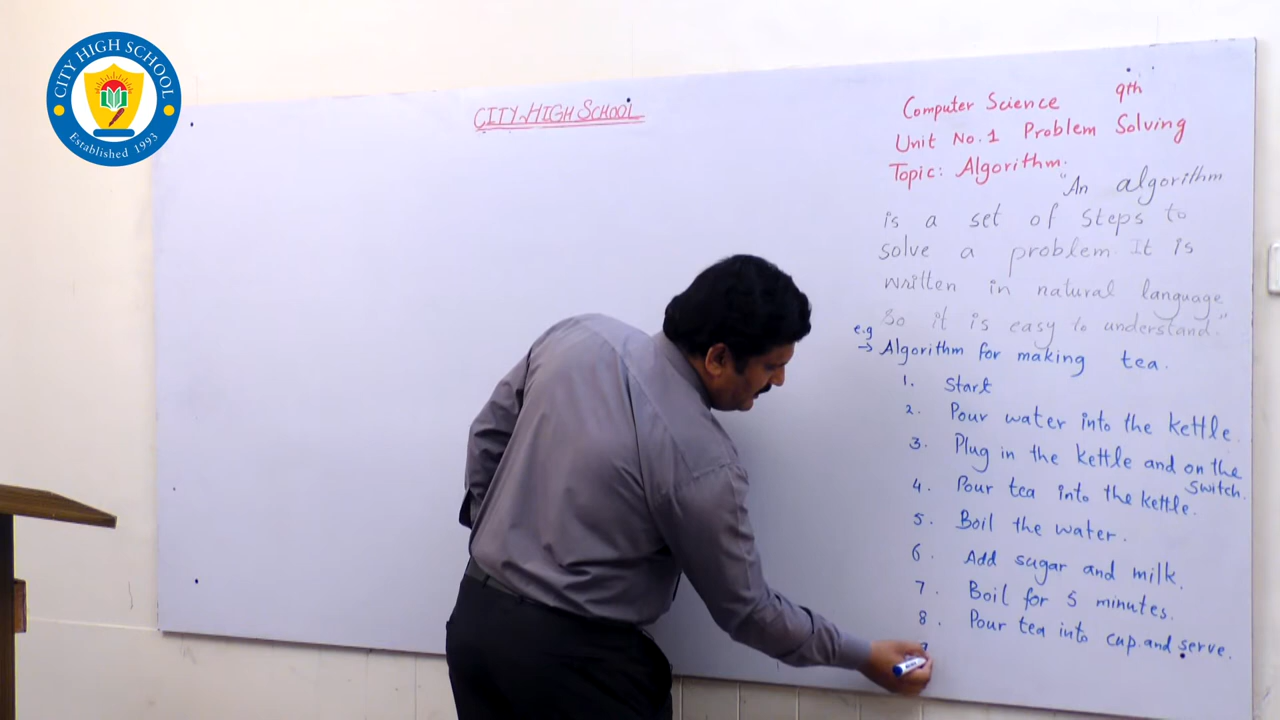 CITY HIGH SCHOOL
Established 1993
CITY HIGH SCHOOL
Computer Science 9th
Unit No.1 Problem Solving
Topic: Algorithm.
"An algorithm
is a set of steps to
solve a problem. It is
written in natural language
So it is easy to understand."
e.g
→ Algorithm for making tea.
1. Start
2. Pour water into the kettle.
3. Plug in the kettle and on the
switch.
4. Pour tea into the kettle.
5. Boil the water.
6. Add sugar and milk.
7. Boil for 5 minutes.
8. Pour tea into cup and serve.